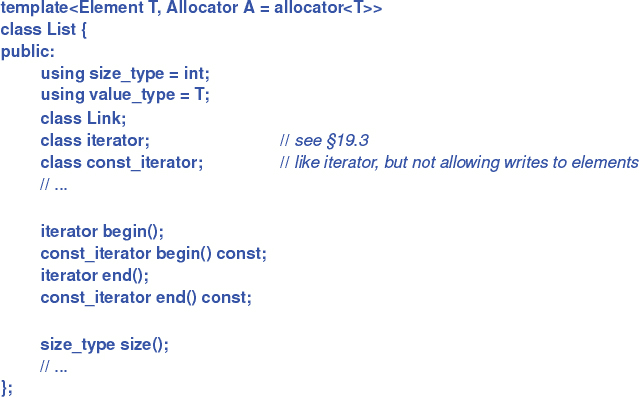 template<Element T, Allocator A = allocator<T>>
class List {
public:
using size_type = int;
using value_type = T;
class Link;
class iterator; // see §19.3
class const_iterator; // like iterator, but not allowing writes to elements
// ...
iterator begin();
const_iterator begin() const;
iterator end();
const_iterator end() const;
size_type size();
// ...
};